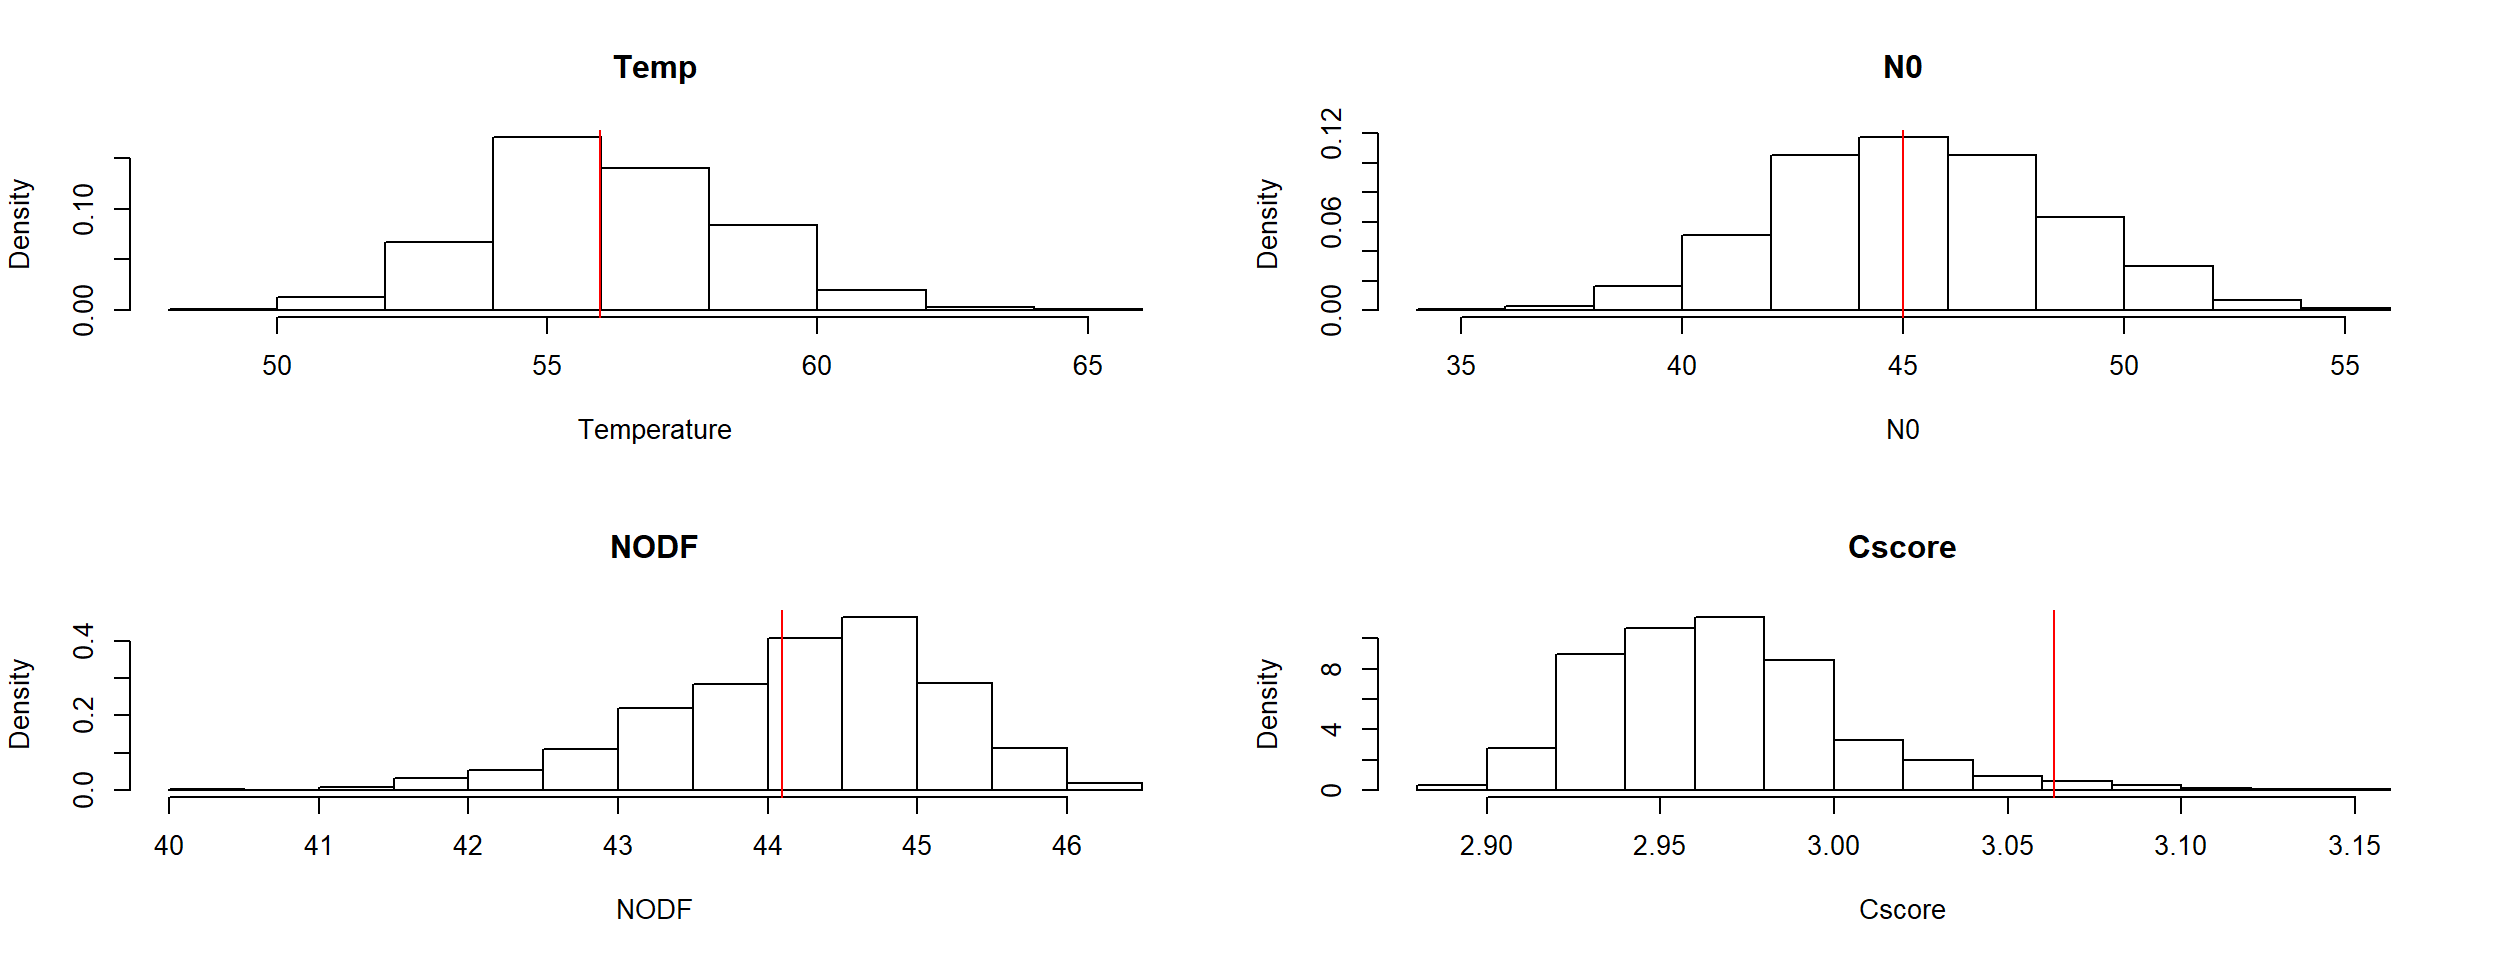 Temp
Density
0.00 0.10
50 55 60 65
Temperature
N0
Density
0.00 0.06 0.12
35 40 45 50 55
N0
NODF
Density
0.0 0.2 0.4
40 41 42 43 44 45 46
NODF
Cscore
Density
0 4 8
2.90 2.95 3.00 3.05 3.10 3.15
Cscore